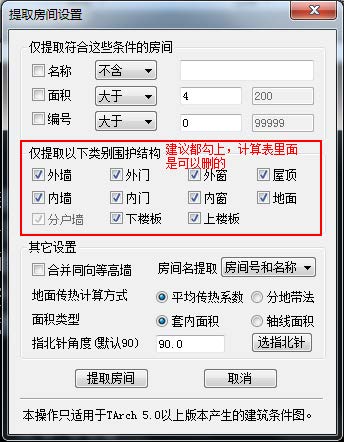 提取房间设置
仅提取符合这些条件的房间
名称 不含
面积 大于 4 200
编号 大于 0 99999
仅提取以下类别围护结构 建议都勾上，计算表里面
是可以删的
外墙 外门 外窗 屋顶
内墙 内门 内窗 地面
分户墙 下楼板 上楼板
其它设置
合并同向等高墙 房间名提取 房间号和名称
地面传热计算方式 平均传热系数 分地带法
面积类型 套内面积 轴线面积
指北针角度(默认90) 90.0 选指北针
提取房间 取消
本操作只适用于TArch 5.0以上版本产生的建筑条件图。